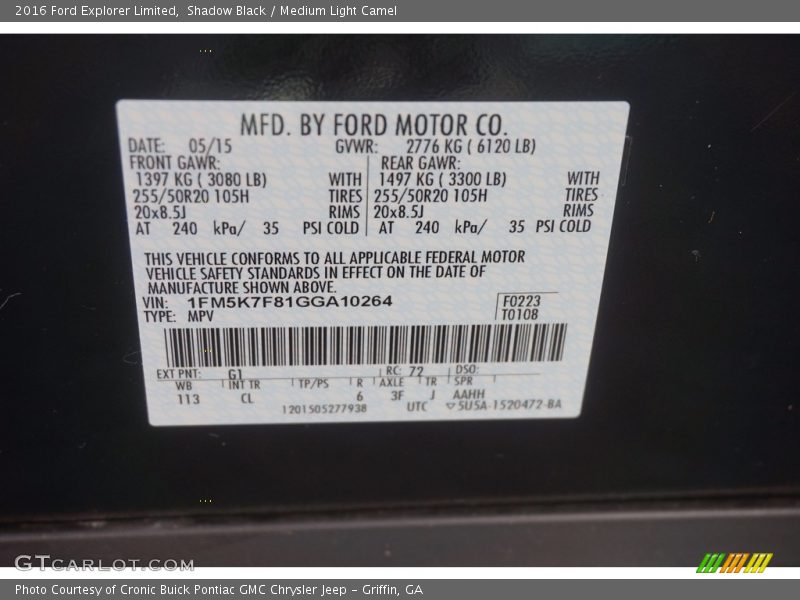 2016 Ford Explorer Limited, Shadow Black / Medium Light Camel
MFD. BY FORD MOTOR CO.
DATE: 05/15 GVWR: 2776 KG ( 6120 LB)
FRONT GAWR: REAR GAWR:
1397 KG ( 3080 LB) WITH 1497 KG ( 3300 LB) WITH
255/50R20 105H TIRES 255/50R20 105H TIRES
20x8.5J RIMS 20x8.5J RIMS
AT 240 kPa/ 35 PSI COLD AT 240 kPa/ 35 PSI COLD
THIS VEHICLE CONFORMS TO ALL APPLICABLE FEDERAL MOTOR
VEHICLE SAFETY STANDARDS IN EFFECT ON THE DATE OF
MANUFACTURE SHOWN ABOVE.
VIN: 1FM5K7F81GGA10264 F0223
TYPE: MPV T0108
EXT PNT: G1 RC: 72 DSO:
WB INT TR TP/PS R AXLE TR SPR
113 CL 6 3F J AAHH
1201505277938 UTC ▽5U5A-1520472-BA
GTCARLOT.COM
Photo Courtesy of Cronic Buick Pontiac GMC Chrysler Jeep - Griffin, GA